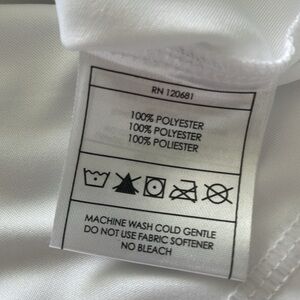 RN 120681
100% POLYESTER
100% POLYESTER
100% POLIESTER
MACHINE WASH COLD GENTLE
DO NOT USE FABRIC SOFTENER
NO BLEACH